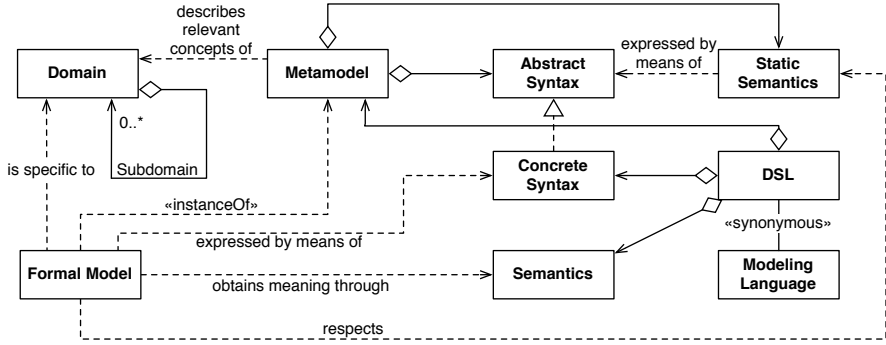 describes
relevant
concepts of
Domain
Metamodel
Abstract
Syntax
expressed by
means of
Static
Semantics
0..*
is specific to
Subdomain
Concrete
Syntax
DSL
«instanceOf»
expressed by means of
«synonymous»
Formal Model
obtains meaning through
Semantics
Modeling
Language
respects